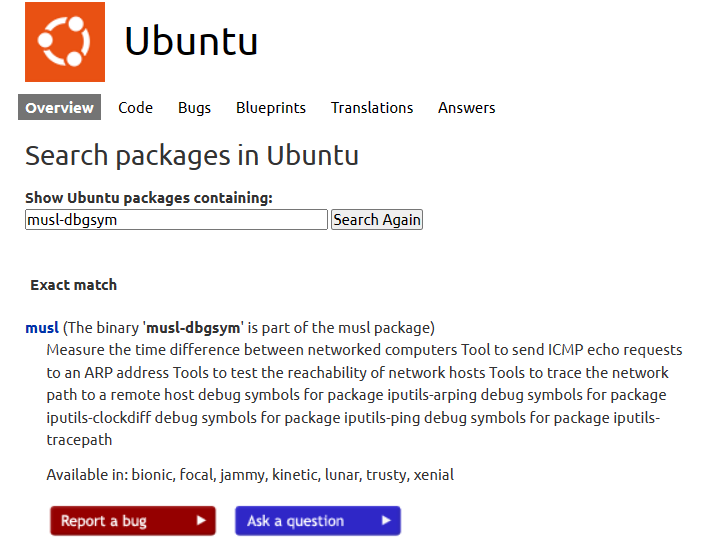 Ubuntu
Overview Code Bugs Blueprints Translations Answers
Search packages in Ubuntu
Show Ubuntu packages containing:
musl-dbgsym Search Again
Exact match
musl (The binary 'musl-dbgsym' is part of the musl package)
Measure the time difference between networked computers Tool to send ICMP echo requests
to an ARP address Tools to test the reachability of network hosts Tools to trace the network
path to a remote host debug symbols for package iputils-arping debug symbols for package
iputils-clockdiff debug symbols for package iputils-ping debug symbols for package iputils-
tracepath
Available in: bionic, focal, jammy, kinetic, lunar, trusty, xenial
Report a bug Ask a question